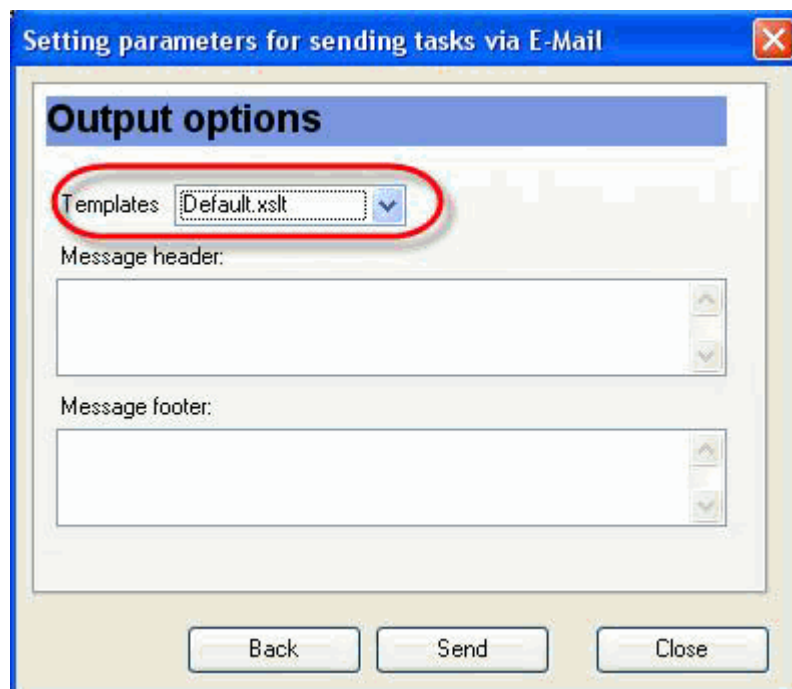 Setting parameters for sending tasks via E-Mail
Output options
Templates Default.xslt
Message header:
Message footer:
Back Send Close